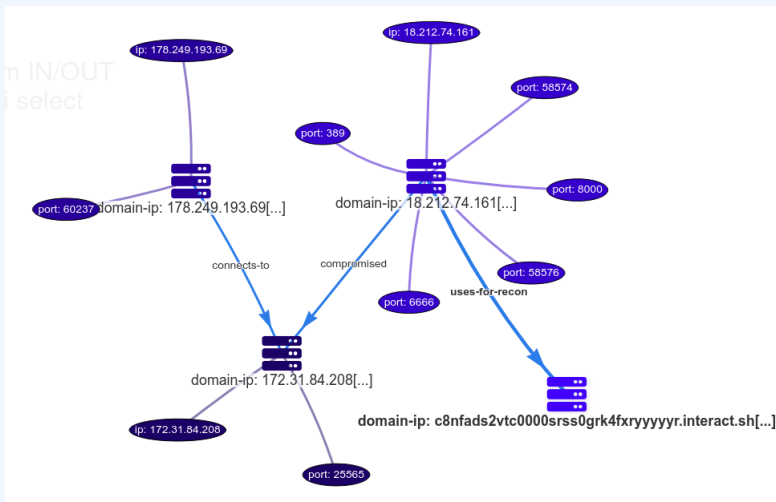 ip: 18.212.74.161
ip: 178.249.193.69
m IN/OUT
i select
port: 58574
port: 389
port: 8000
domain-ip: 18.212.74.161[...]
port: 60237
domain-ip: 178.249.193.69[...]
connects-to
compromised
port: 58576
uses-for-recon
port: 6666
domain-ip: 172.31.84.208[...]
domain-ip: c8nfads2vtc0000srss0grk4fxryyyyyr.interact.sh[...]
ip: 172.31.84.208
port: 25565